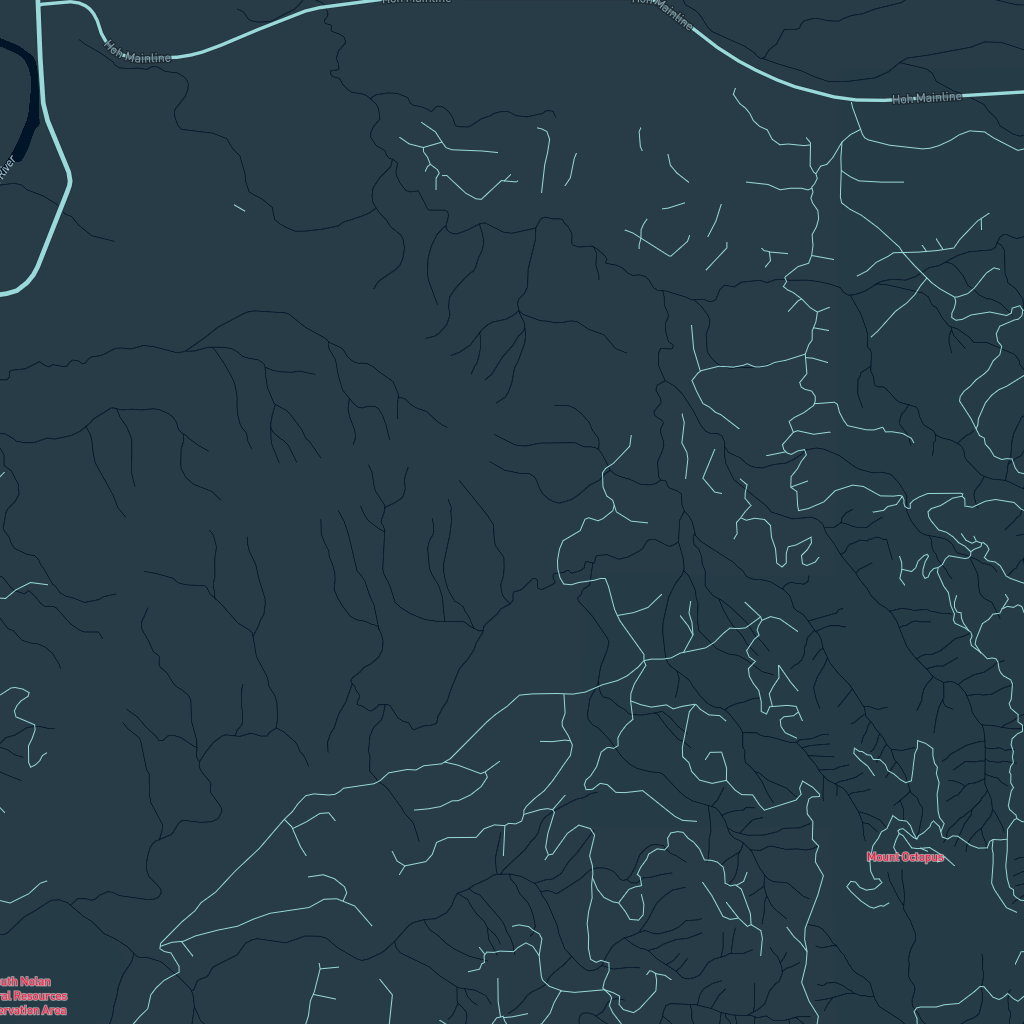 Hoh Mainline
Hoh Mainline
Hoh Mainline
Hoh Mainline
River
Mount Octopus
uth Nolan
ral Resources
ervation Area